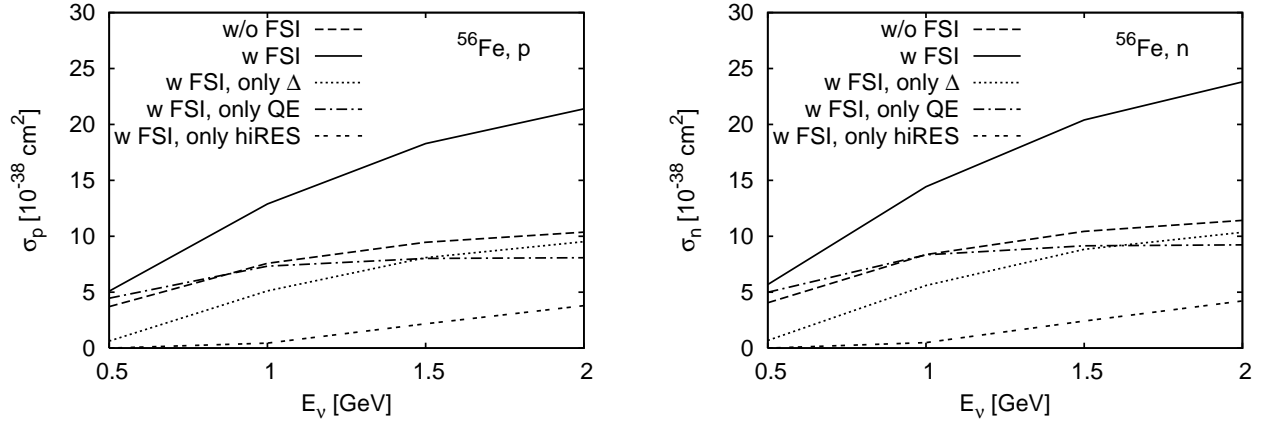 30
25
20
15
10
5
0
σp [10-38 cm2]
w/o FSI
w FSI
w FSI, only Δ
w FSI, only QE
w FSI, only hiRES
56Fe, p
0.5 1 1.5 2
Eν [GeV]
30
25
20
15
10
5
0
σn [10-38 cm2]
w/o FSI
w FSI
w FSI, only Δ
w FSI, only QE
w FSI, only hiRES
56Fe, n
0.5 1 1.5 2
Eν [GeV]